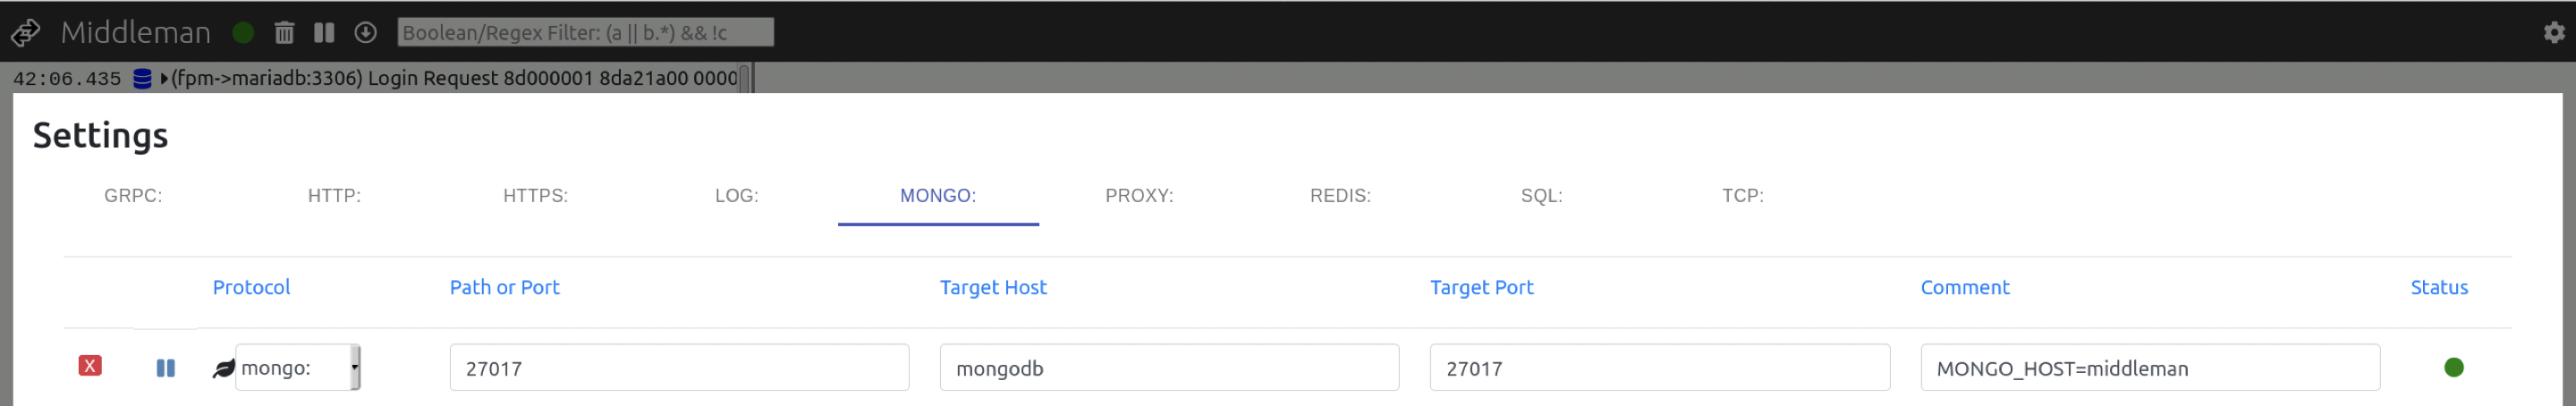 Middleman Boolean/Regex Filter: (a || b.*) && !c
42:06.435 (fpm->mariadb:3306) Login Request 8d000001 8da21a00 0000
Settings
GRPC: HTTP: HTTPS: LOG: MONGO: PROXY: REDIS: SQL: TCP:
Protocol Path or Port Target Host Target Port Comment Status
X mongo: 27017 mongodb 27017 MONGO_HOST=middleman